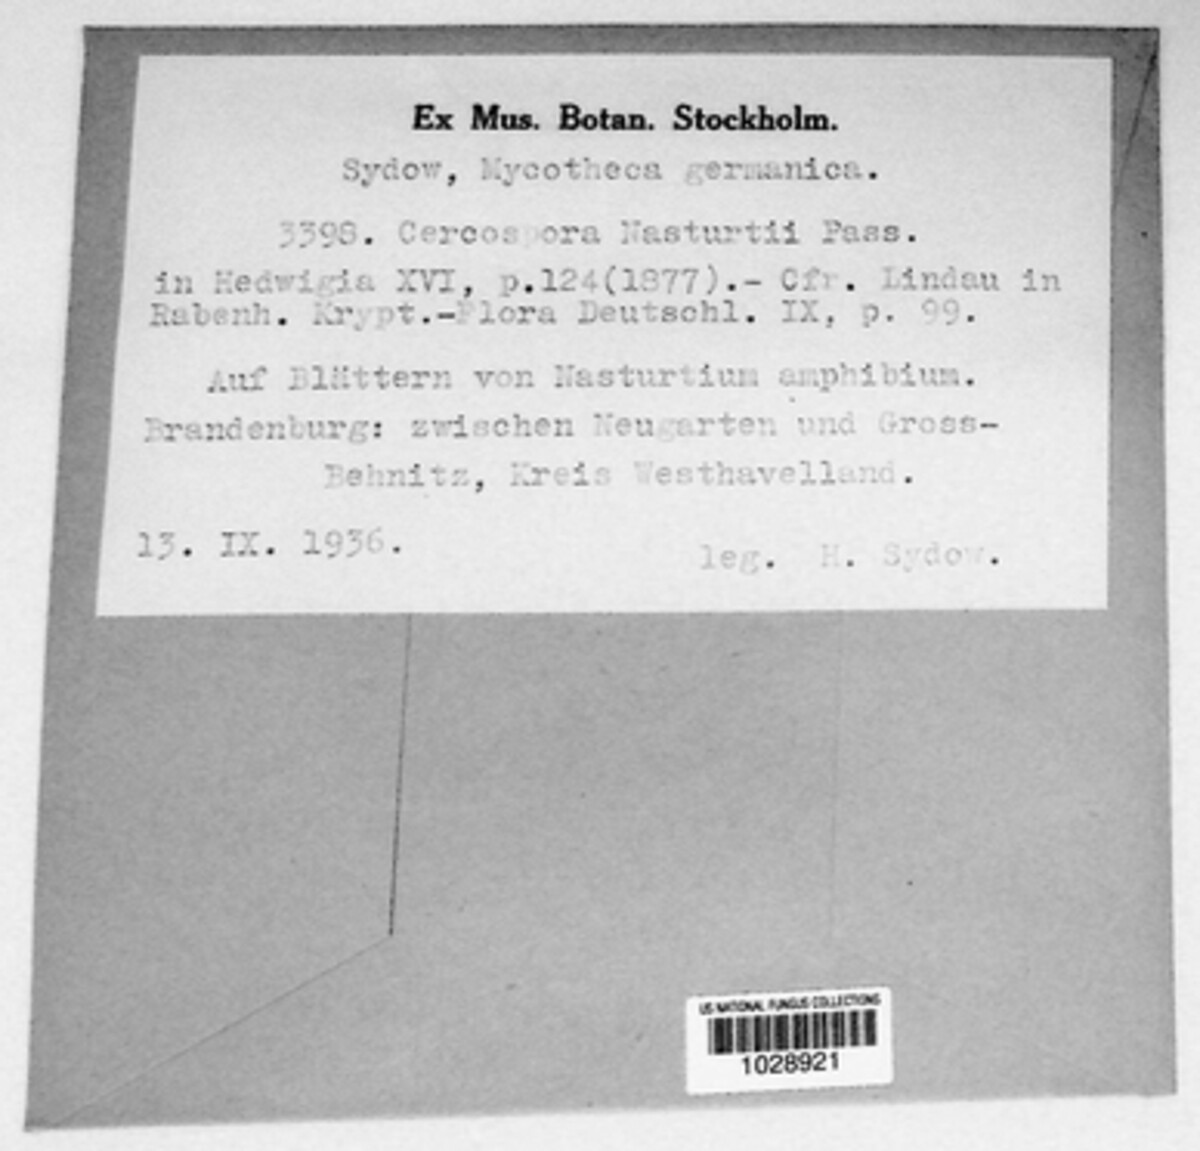 Ex Mus. Botan. Stockholm.
Sydow, Mycotheca germanica.
3398. Cercospora Nasturtii Pass.
in Hedwigia XVI, p.124(1877).- Cfr. Lindau in
Rabenh. Krypt.-Flora Deutschl. IX, p. 99.
Auf Blättern von Nasturtium amphibium.
Brandenburg: zwischen Neugarten und Gross-
Behnitz, Kreis Westhavelland.
13. IX. 1936.
leg. H. Sydow.
US NATIONAL FUNGUS COLLECTIONS
1028921